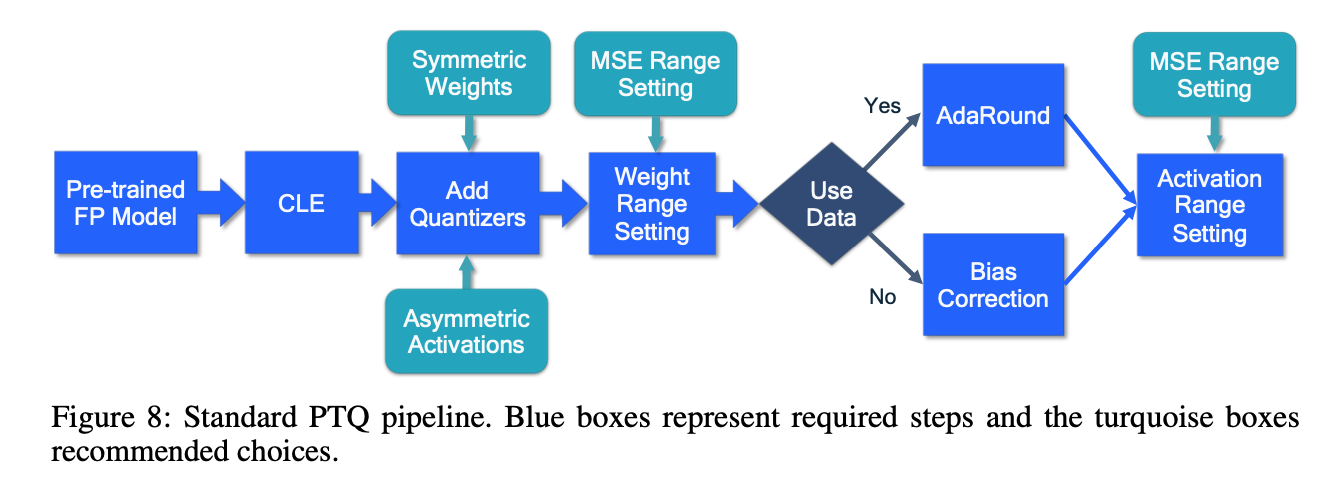 Symmetric
Weights
MSE Range
Setting
MSE Range
Setting
Yes
AdaRound
Pre-trained
FP Model
CLE
Add
Quantizers
Weight
Range
Setting
Use
Data
Activation
Range
Setting
No
Bias
Correction
Asymmetric
Activations
Figure 8: Standard PTQ pipeline. Blue boxes represent required steps and the turquoise boxes
recommended choices.